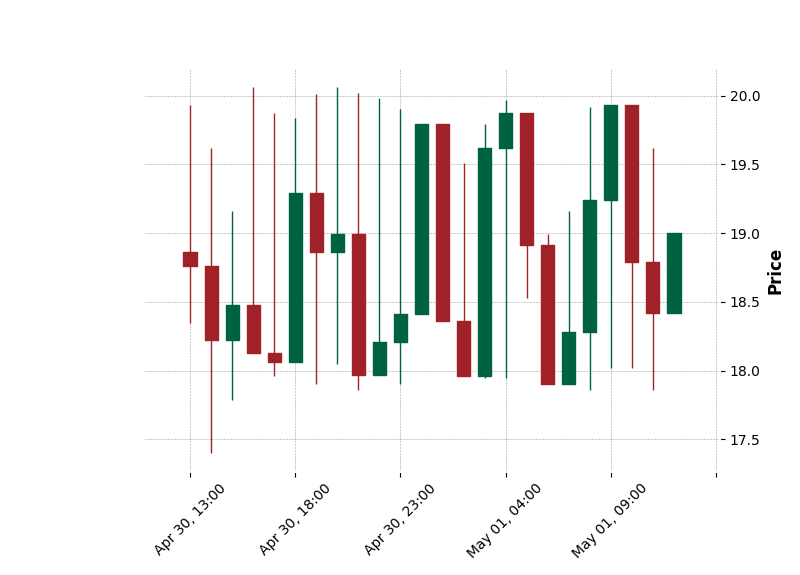 20.0
19.5
19.0
18.5
18.0
17.5
Price
Apr 30, 13:00
Apr 30, 18:00
Apr 30, 23:00
May 01, 04:00
May 01, 09:00